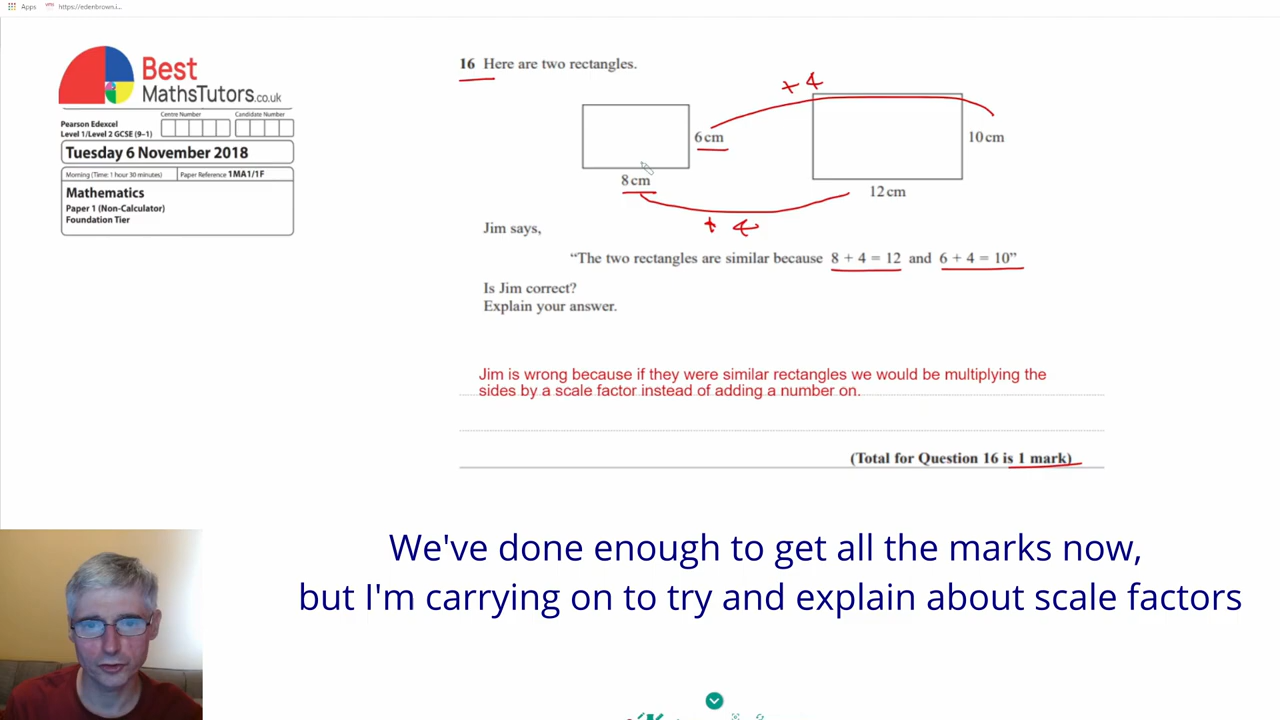 Apps
https://edenbrown.i...
Best
MathsTutors.co.uk
Centre Number
Candidate Number
Pearson Edexcel
Level 1/Level 2 GCSE (9–1)
Tuesday 6 November 2018
Morning (Time: 1 hour 30 minutes)
Paper Reference 1MA1/1F
Mathematics
Paper 1 (Non-Calculator)
Foundation Tier
16 Here are two rectangles.
+4
6 cm
10 cm
8 cm
12 cm
+ 4
Jim says,
“The two rectangles are similar because 8 + 4 = 12 and 6 + 4 = 10”
Is Jim correct?
Explain your answer.
Jim is wrong because if they were similar rectangles we would be multiplying the
sides by a scale factor instead of adding a number on.
(Total for Question 16 is 1 mark)
We've done enough to get all the marks now,
but I'm carrying on to try and explain about scale factors